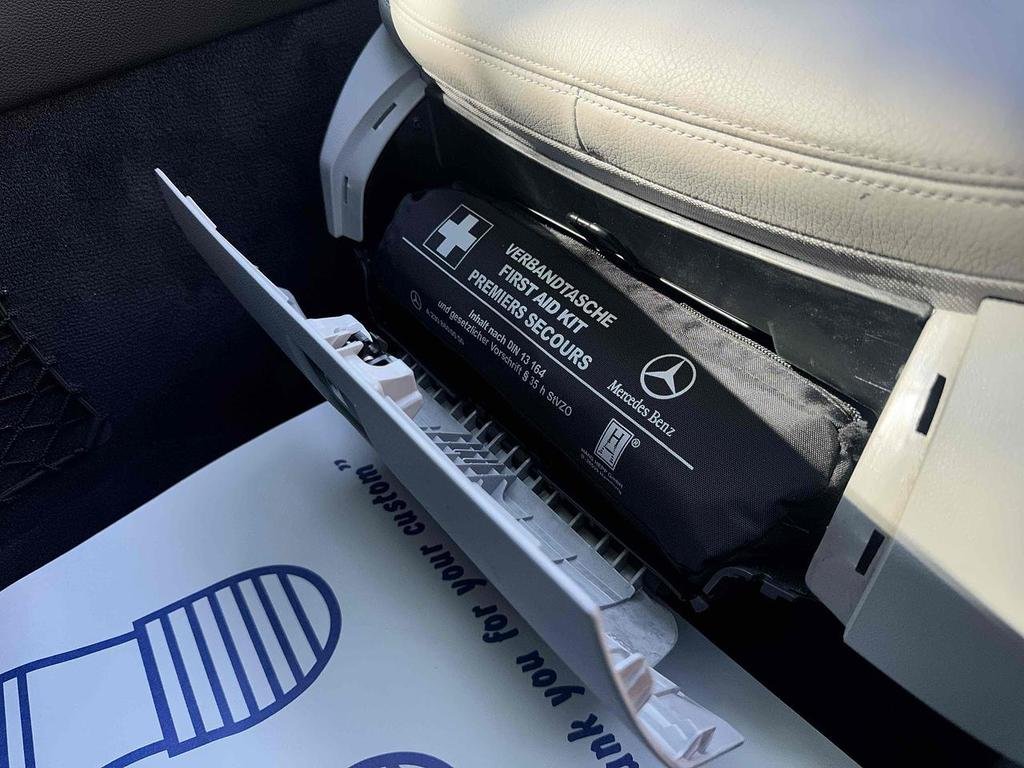 VERBANDTASCHE
FIRST AID KIT
PREMIERS SECOURS
Inhalt nach DIN 13 164
und gesetzlicher Vorschrift § 35 h StVZO
Mercedes Benz
®
ank you for your custom”